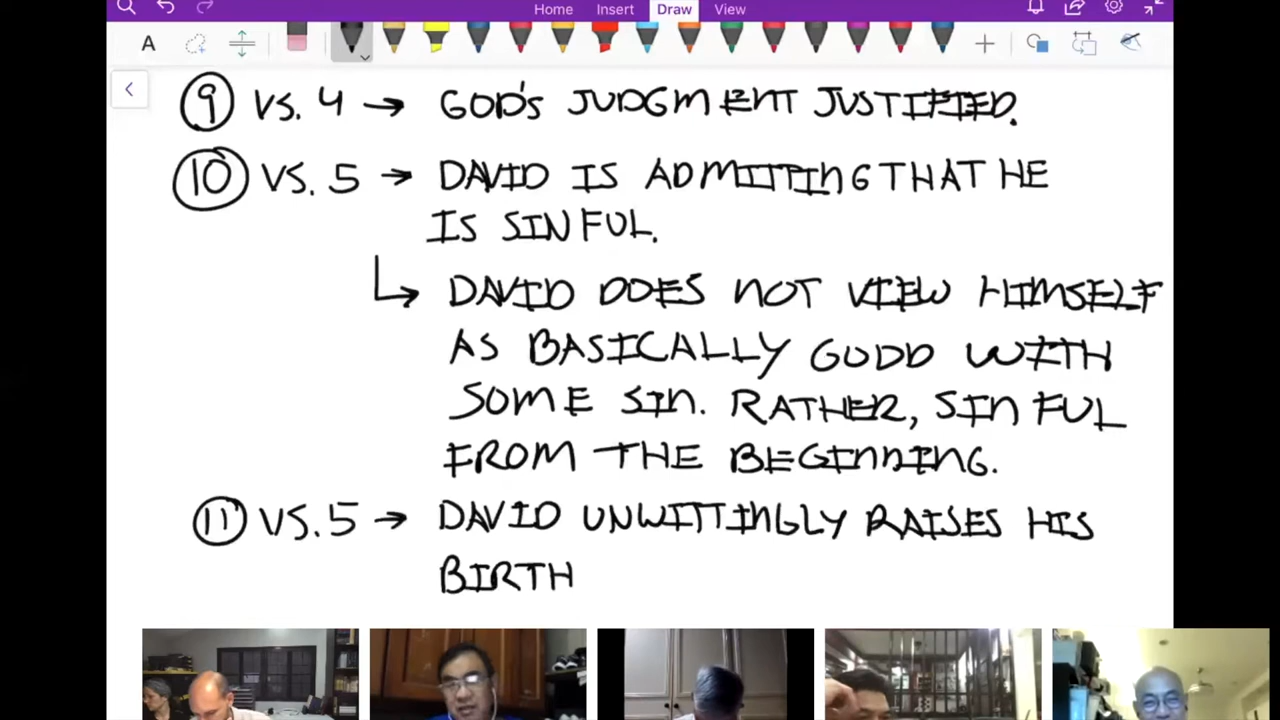 Home Insert Draw View
A
9 VS. 4 → GOD'S JUDGMENT JUSTIFIED.
10 VS. 5 → DAVID IS ADMITTING THAT HE
IS SINFUL.
↳ DAVID DOES NOT VIEW HIMSELF
AS BASICALLY GOOD WITH
SOME SIN. RATHER, SINFUL
FROM THE BEGINNING.
11 VS. 5 → DAVID UNWITTINGLY RAISES HIS
BIRTH